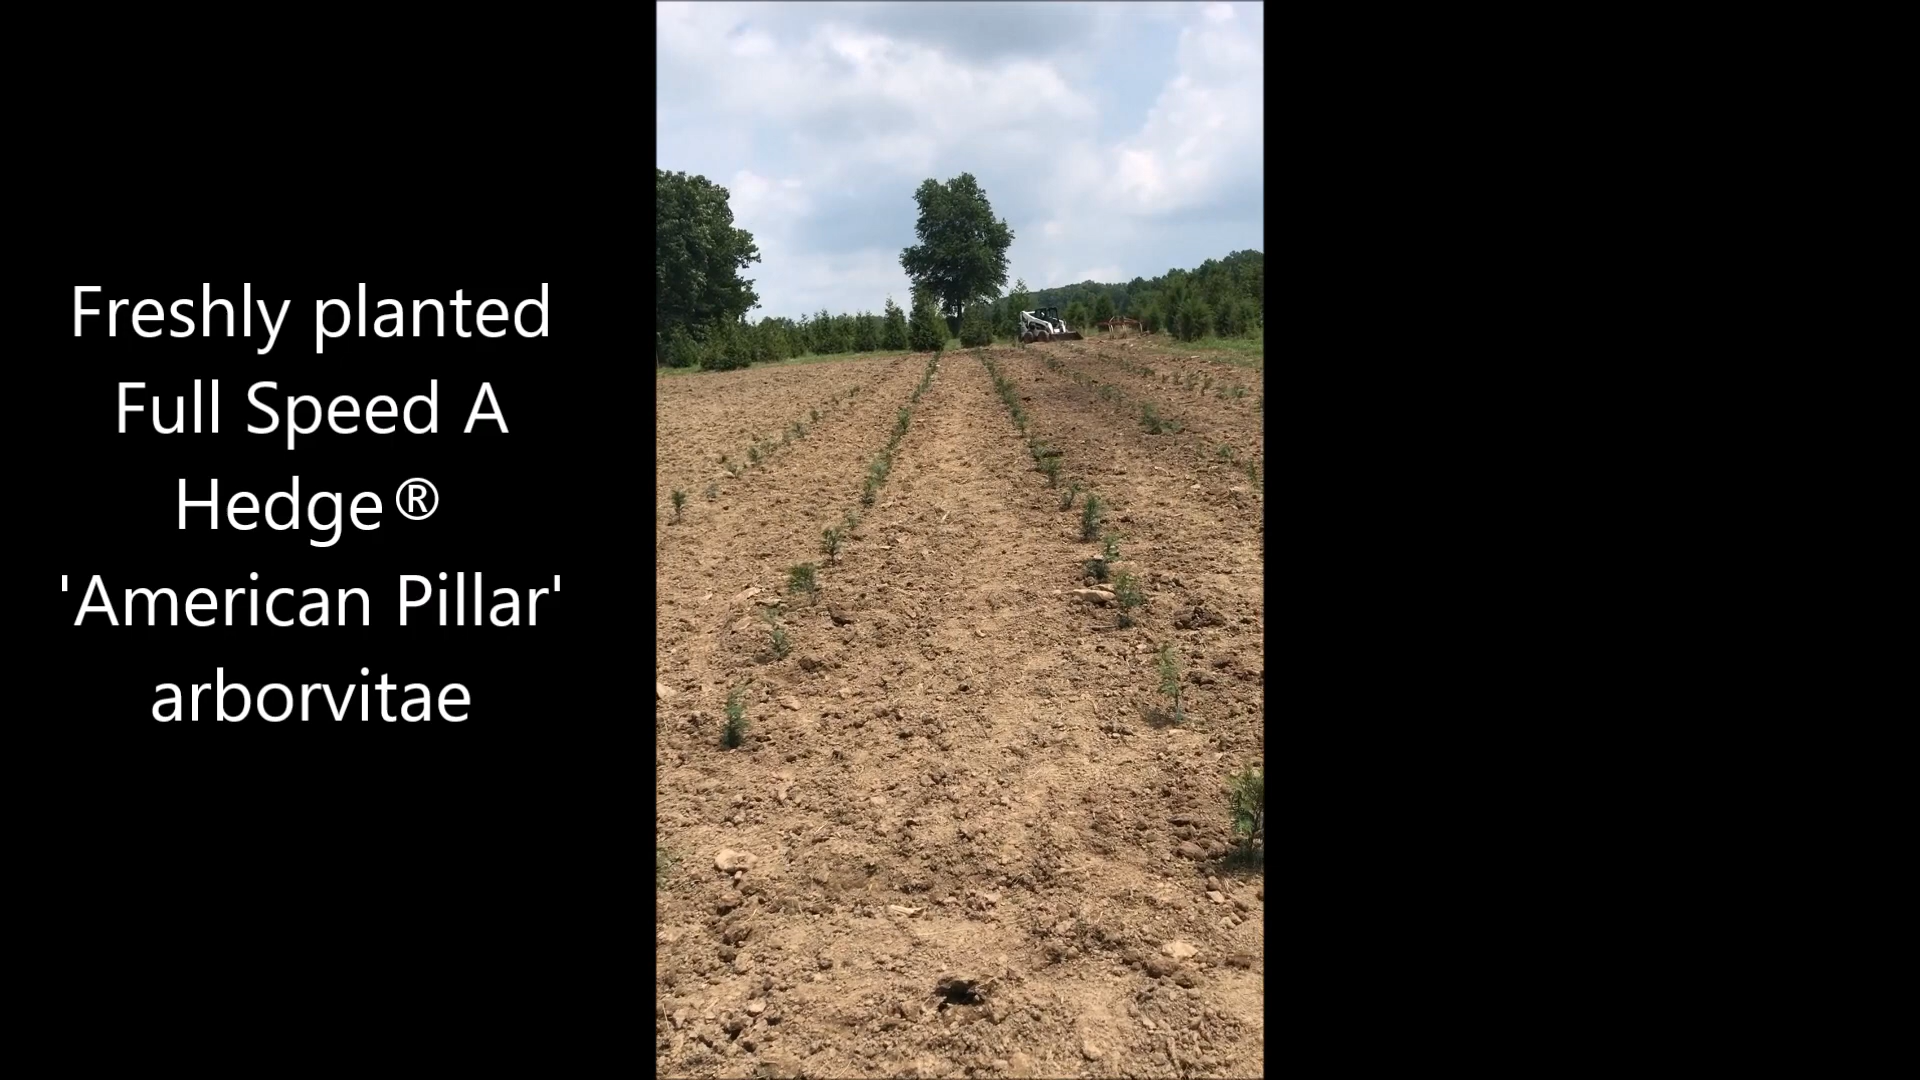 Freshly planted
Full Speed A
Hedge®
'American Pillar'
arborvitae